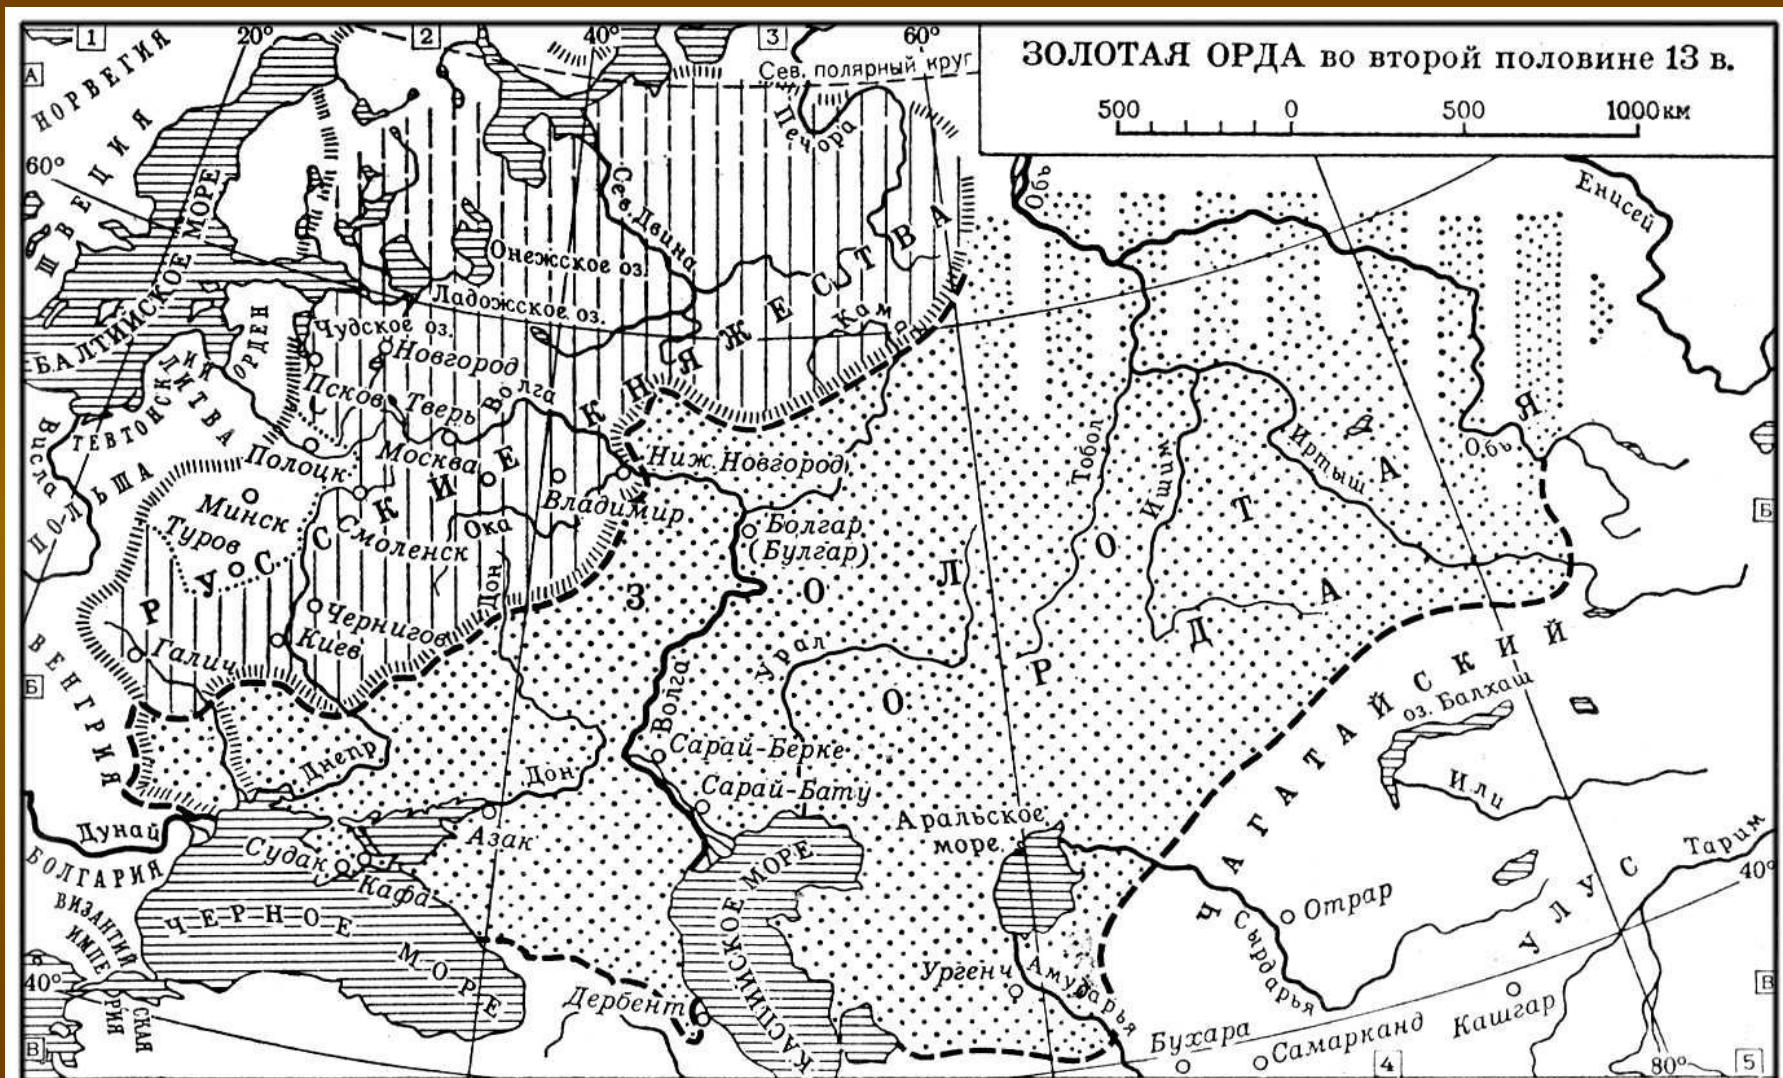 ЗОЛОТАЯ ОРДА во второй половине 13 в.
500 0 500 1000 км
1
20°
2
40°
3
60°
А
НОРВЕГИЯ
ШВЕЦИЯ
60°
Сев. полярный круг
Печора
Обь
Енисей
БАЛТИЙСКОЕ МОРЕ
Сев. Двина
Онежское оз.
Ладожское оз.
Чудское оз.
Новгород
Псков
Тверь
Волга
Кама
ОРДЕН
ТЕВТОНСКИЙ
ЛИТВА
Висла
ПОЛЬША
Полоцк
Москва
Ниж. Новгород
Владимир
Минск
Туров
Смоленск
Ока
Дон
РУССКИЕ КНЯЖЕСТВА
Болгар
(Булгар)
Тобол
Ишим
Иртыш
Обь
Б
ЗОЛОТАЯ
ОРДА
Чернигов
Киев
Галич
ВЕНГРИЯ
Урал
Волга
Б
Днепр
Дон
Сарай-Берке
Сарай-Бату
Азак
Аральское
море
оз. Балхаш
Или
ЧАГАТАЙСКИЙ
УЛУС
Тарим
40°
Дунай
БОЛГАРИЯ
Судак
Кафа
ВИЗАНТИЙСКАЯ
ИМПЕРИЯ
ЧЕРНОЕ МОРЕ
КАСПИЙСКОЕ МОРЕ
Отрар
Сырдарья
Ургенч
Амударья
40°
Дербент
В
Бухара
Самарканд
Кашгар
В
4
80°
5